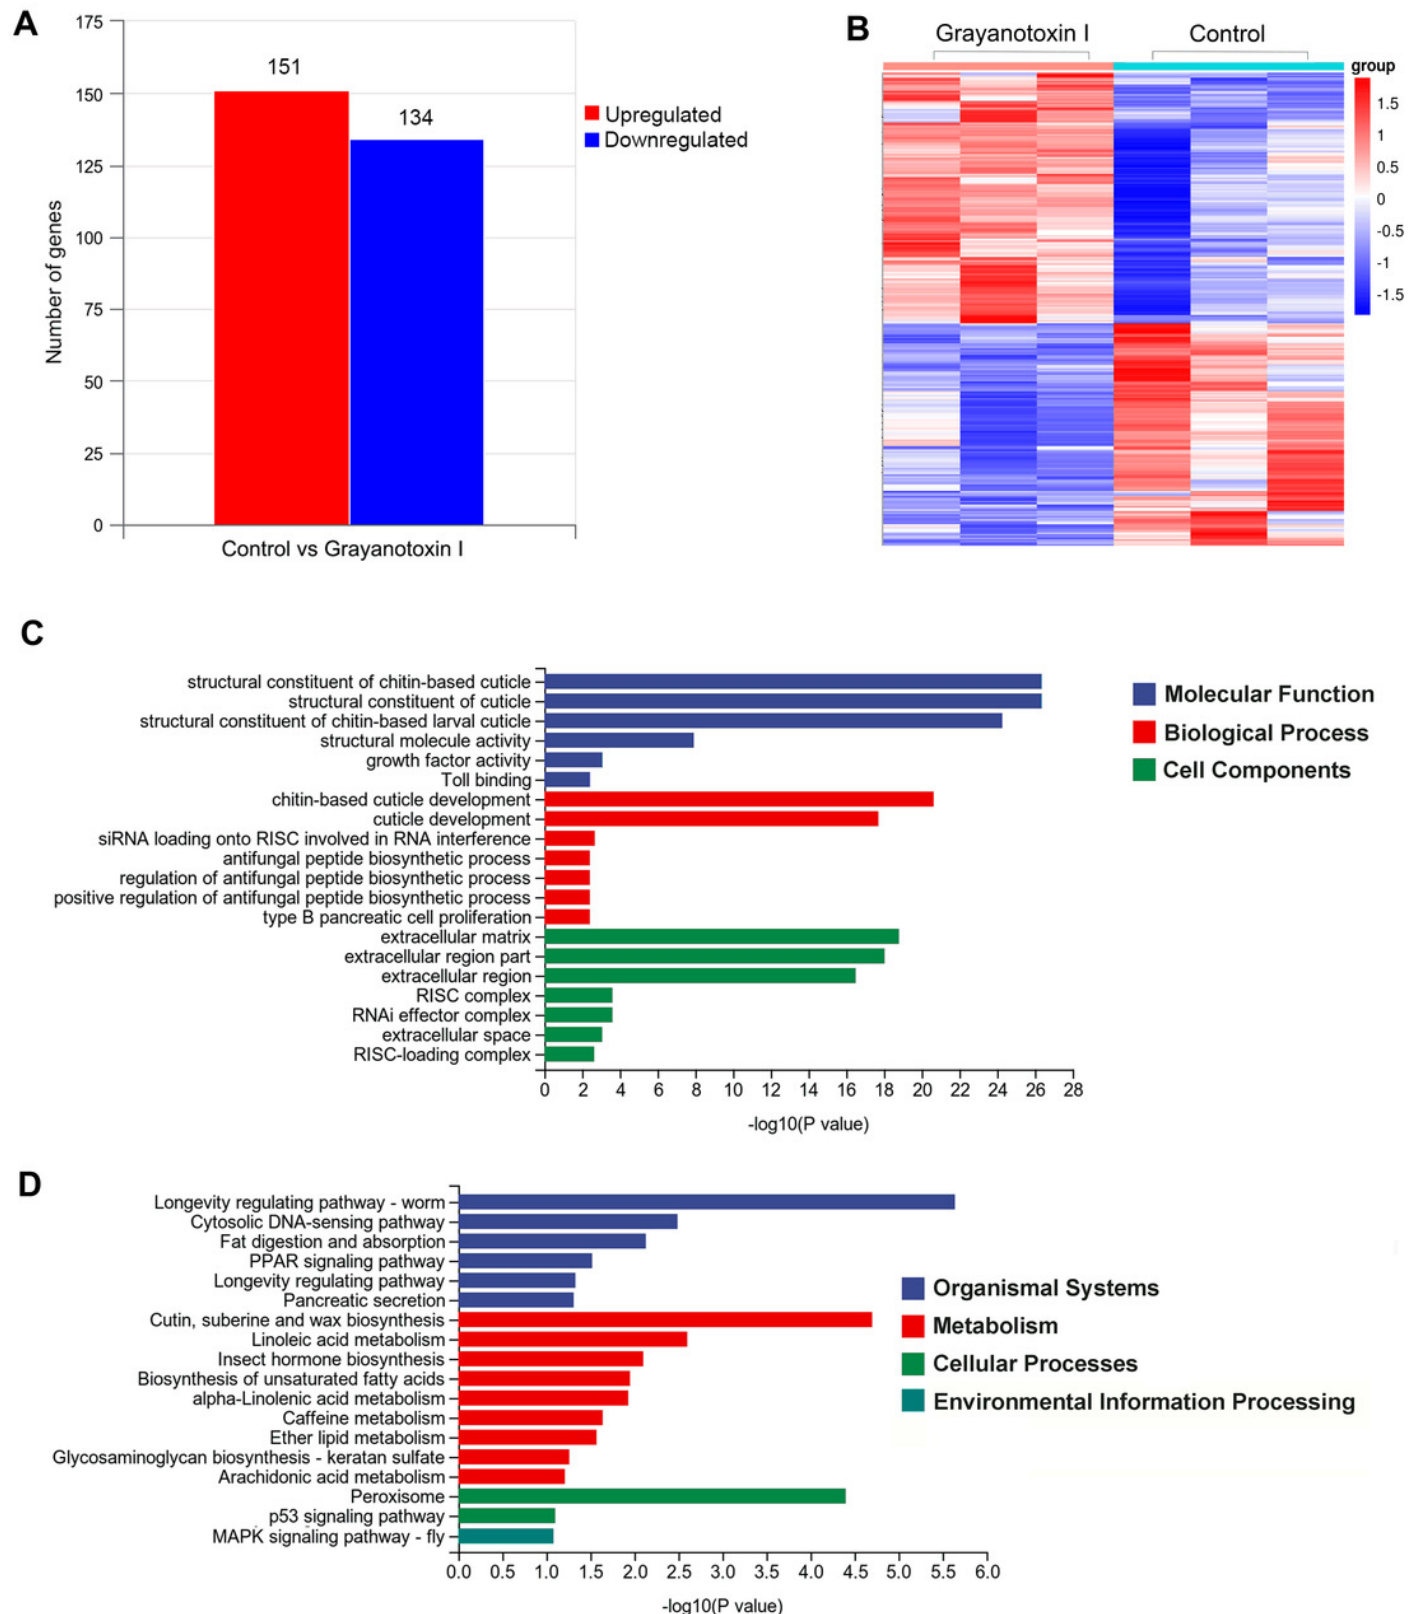 A
175
150
125
100
75
50
25
0
Number of genes
151
134
Upregulated
Downregulated
Control vs Grayanotoxin I
B
Grayanotoxin I
Control
group
1.5
1
0.5
0
-0.5
-1
-1.5
C
structural constituent of chitin-based cuticle
structural constituent of cuticle
structural constituent of chitin-based larval cuticle
structural molecule activity
growth factor activity
Toll binding
chitin-based cuticle development
cuticle development
siRNA loading onto RISC involved in RNA interference
antifungal peptide biosynthetic process
regulation of antifungal peptide biosynthetic process
positive regulation of antifungal peptide biosynthetic process
type B pancreatic cell proliferation
extracellular matrix
extracellular region part
extracellular region
RISC complex
RNAi effector complex
extracellular space
RISC-loading complex
0 2 4 6 8 10 12 14 16 18 20 22 24 26 28
-log10(P value)
Molecular Function
Biological Process
Cell Components
D
Longevity regulating pathway - worm
Cytosolic DNA-sensing pathway
Fat digestion and absorption
PPAR signaling pathway
Longevity regulating pathway
Pancreatic secretion
Cutin, suberine and wax biosynthesis
Linoleic acid metabolism
Insect hormone biosynthesis
Biosynthesis of unsaturated fatty acids
alpha-Linolenic acid metabolism
Caffeine metabolism
Ether lipid metabolism
Glycosaminoglycan biosynthesis - keratan sulfate
Arachidonic acid metabolism
Peroxisome
p53 signaling pathway
MAPK signaling pathway - fly
0.0 0.5 1.0 1.5 2.0 2.5 3.0 3.5 4.0 4.5 5.0 5.5 6.0
-log10(P value)
Organismal Systems
Metabolism
Cellular Processes
Environmental Information Processing